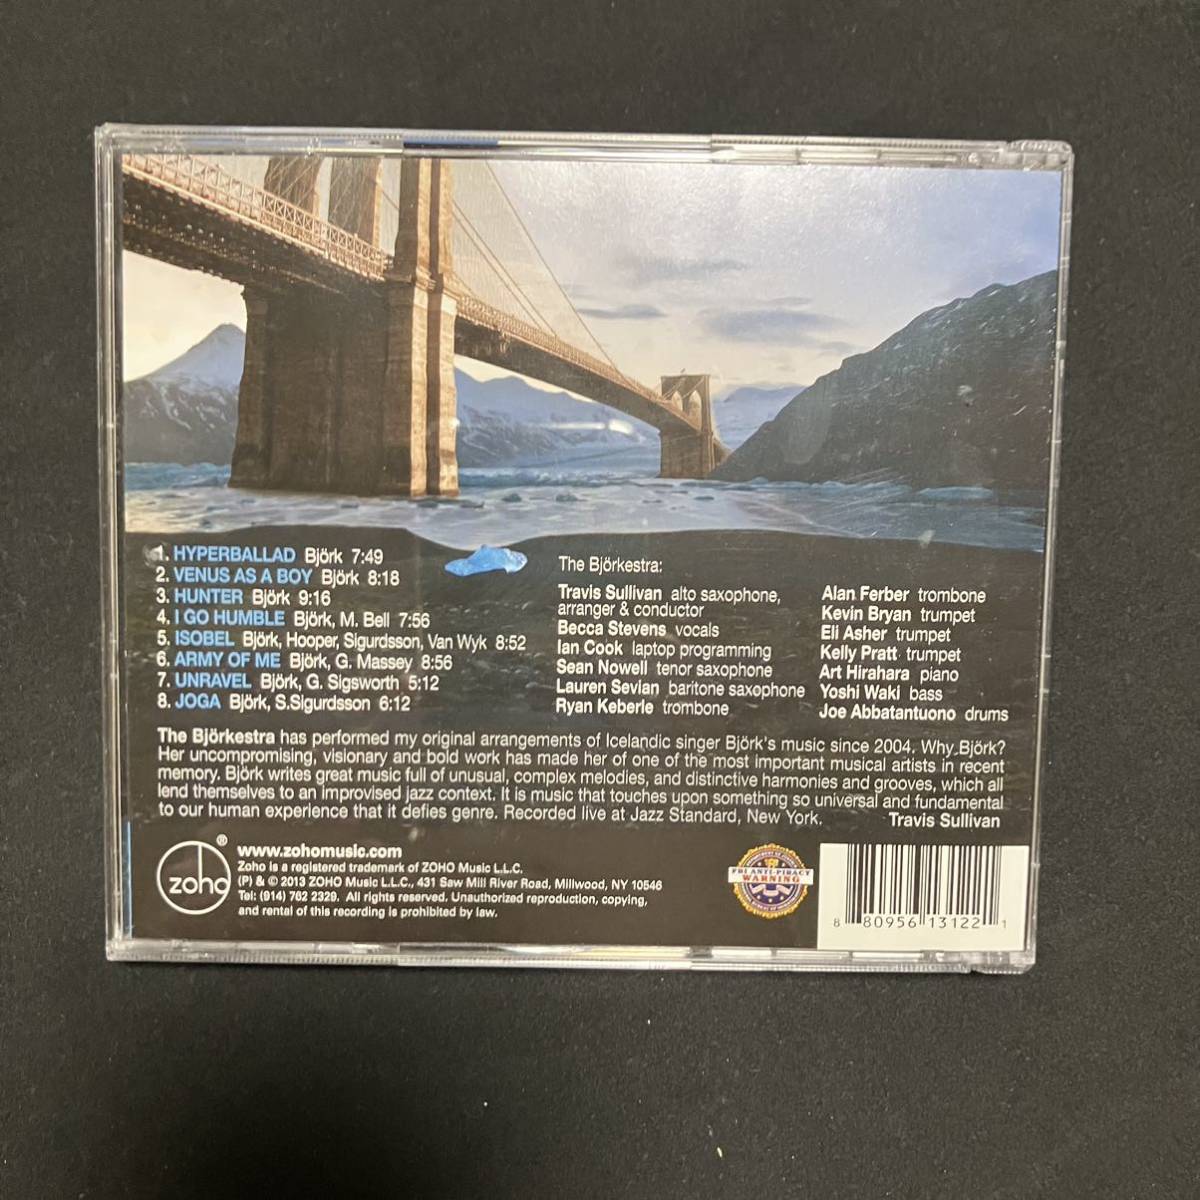 1. HYPERBALLAD Björk 7:49
2. VENUS AS A BOY Björk 8:18
3. HUNTER Björk 9:16
4. I GO HUMBLE Björk, M. Bell 7:56
5. ISOBEL Björk, Hooper, Sigurdsson, Van Wyk 8:52
6. ARMY OF ME Björk, G. Massey 8:56
7. UNRAVEL Björk, G. Sigsworth 5:12
8. JOGA Björk, S.Sigurdsson 6:12
The Björkestra:
Travis Sullivan alto saxophone,
arranger & conductor
Becca Stevens vocals
Ian Cook laptop programming
Sean Nowell tenor saxophone
Lauren Sevian baritone saxophone
Ryan Keberle trombone
Alan Ferber trombone
Kevin Bryan trumpet
Eli Asher trumpet
Kelly Pratt trumpet
Art Hirahara piano
Yoshi Waki bass
Joe Abbatantuono drums
The Björkestra has performed my original arrangements of Icelandic singer Björk's music since 2004. Why Björk?
Her uncompromising, visionary and bold work has made her of one of the most important musical artists in recent
memory. Björk writes great music full of unusual, complex melodies, and distinctive harmonies and grooves, which all
lend themselves to an improvised jazz context. It is music that touches upon something so universal and fundamental
to our human experience that it defies genre. Recorded live at Jazz Standard, New York. Travis Sullivan
zoho ®
www.zohomusic.com
Zoho is a registered trademark of ZOHO Music L.L.C.
(P) & © 2013 ZOHO Music L.L.C., 431 Saw Mill River Road, Millwood, NY 10546
Tel: (914) 762 2329. All rights reserved. Unauthorized reproduction, copying,
and rental of this recording is prohibited by law.
FBI ANTI-PIRACY
WARNING
8 80956 13122 1